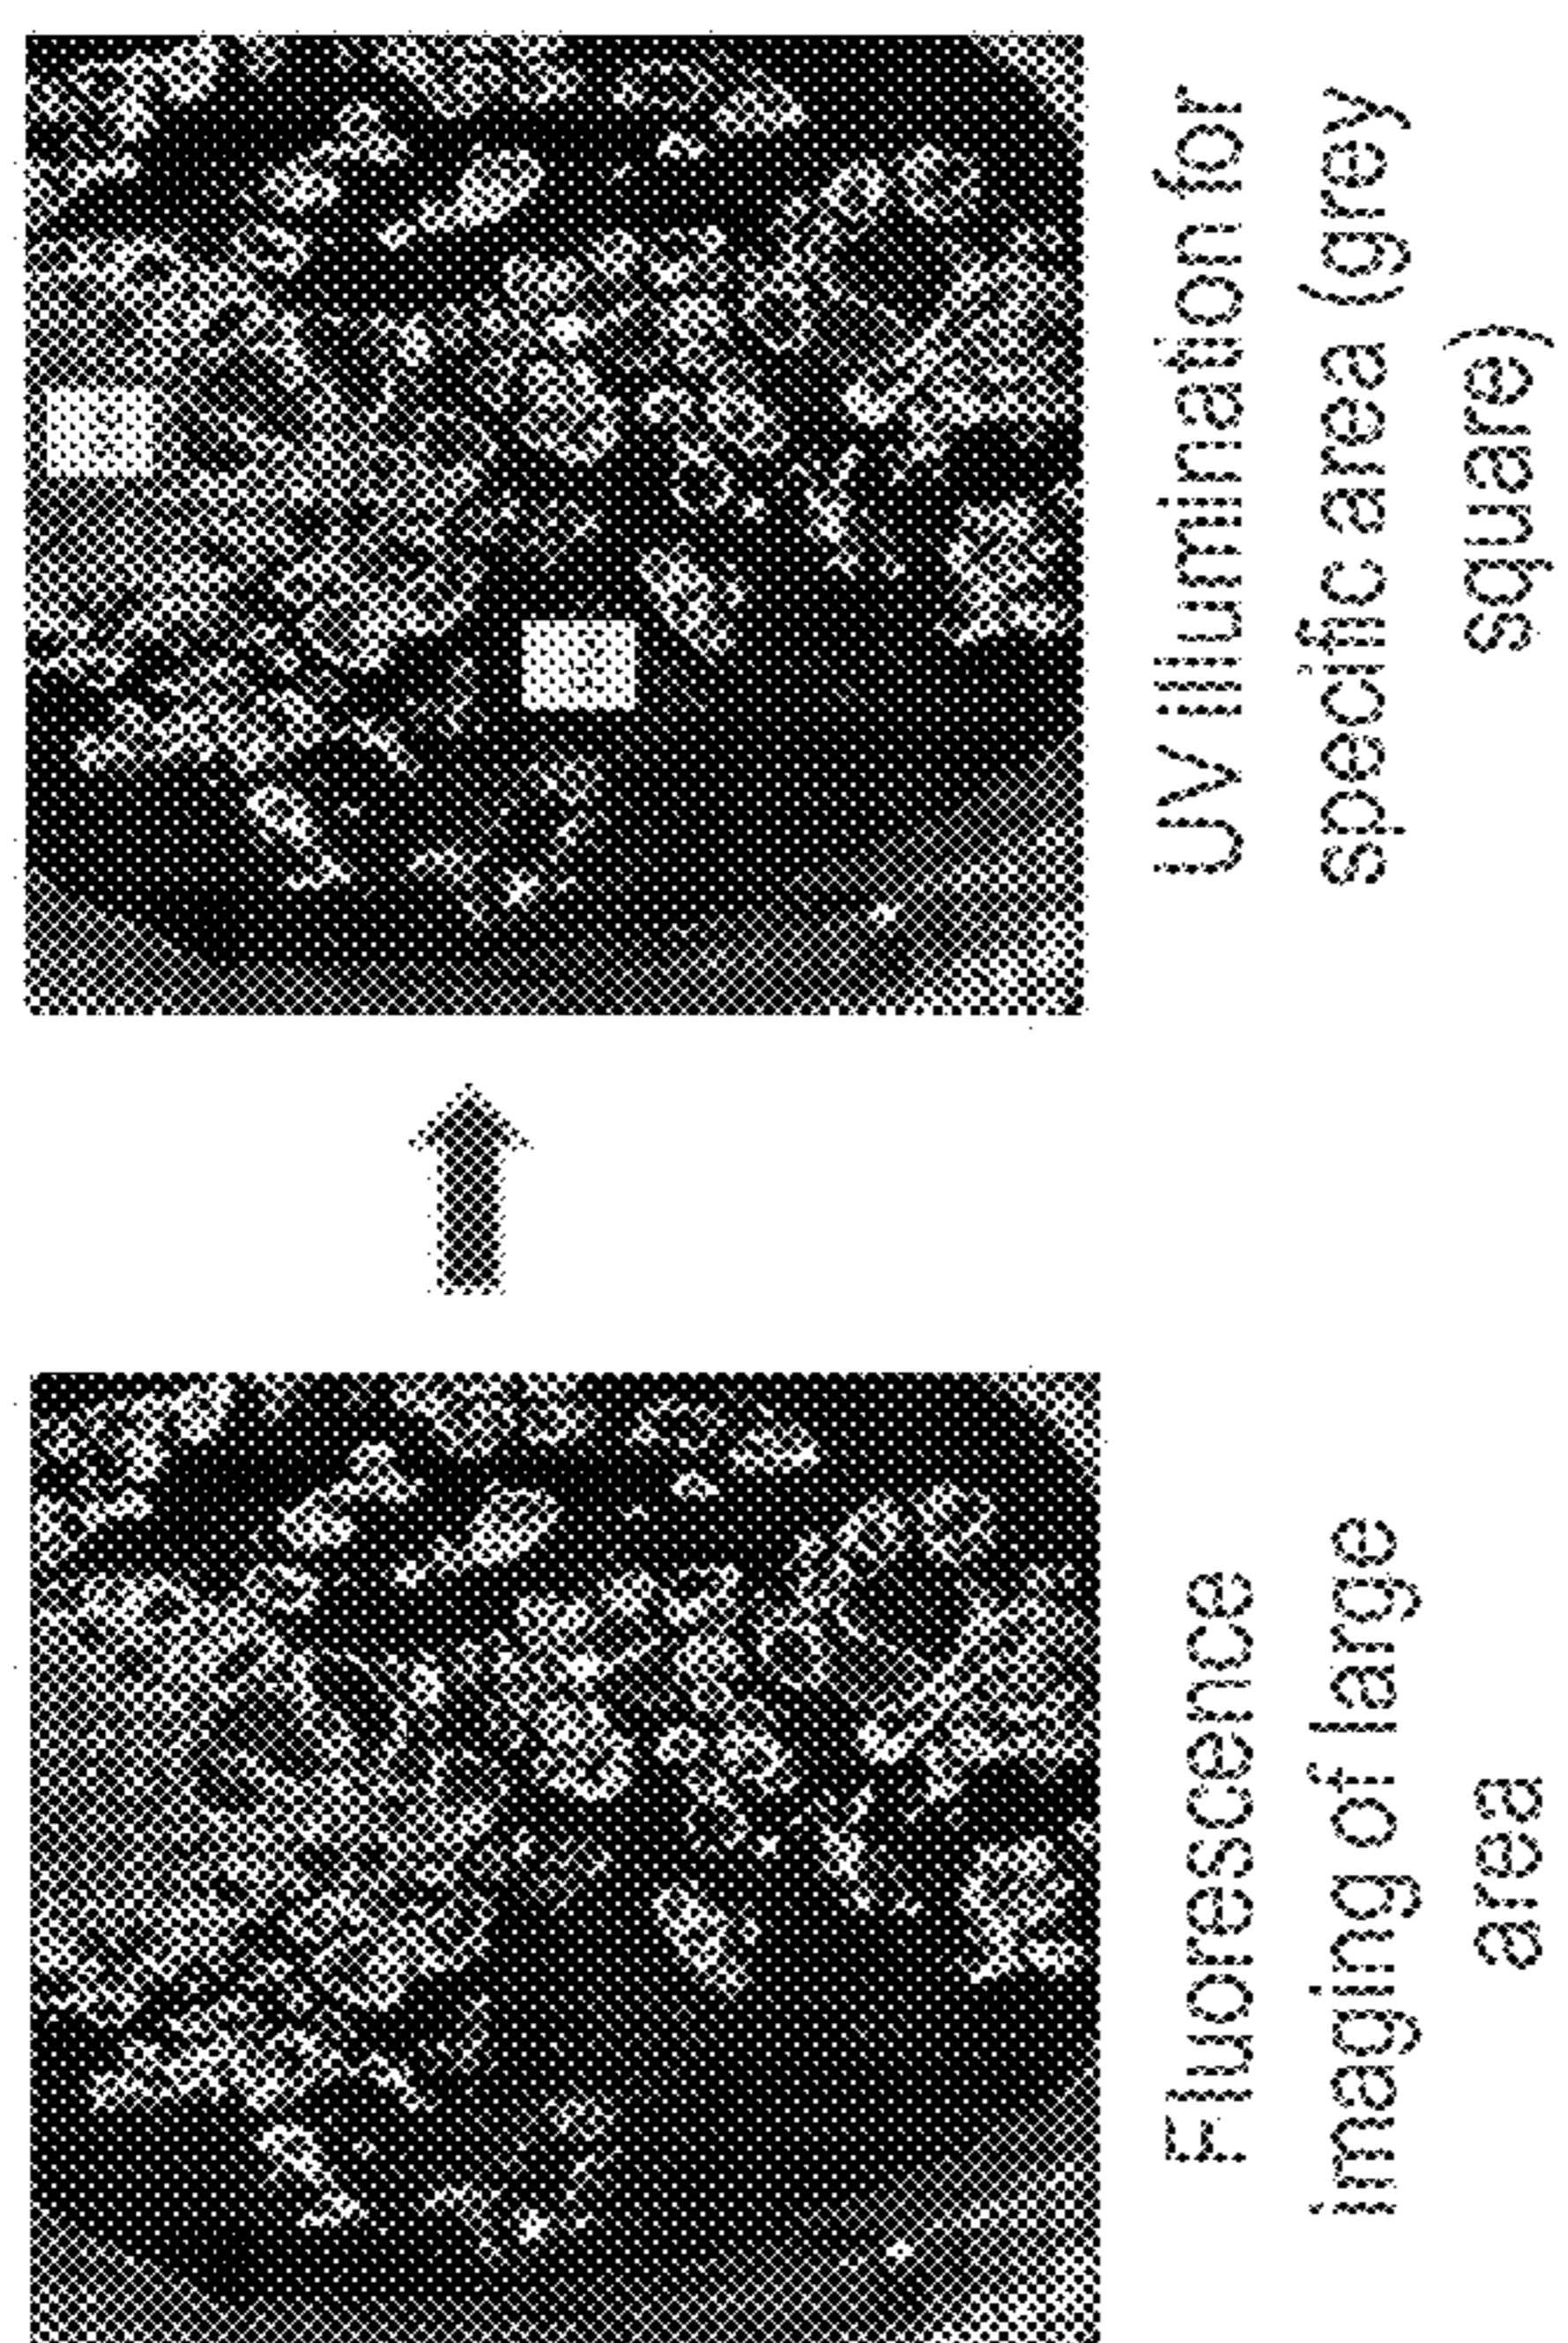 Fluorescence
imaging of large
area
UV illumination for
specific area (grey
square)